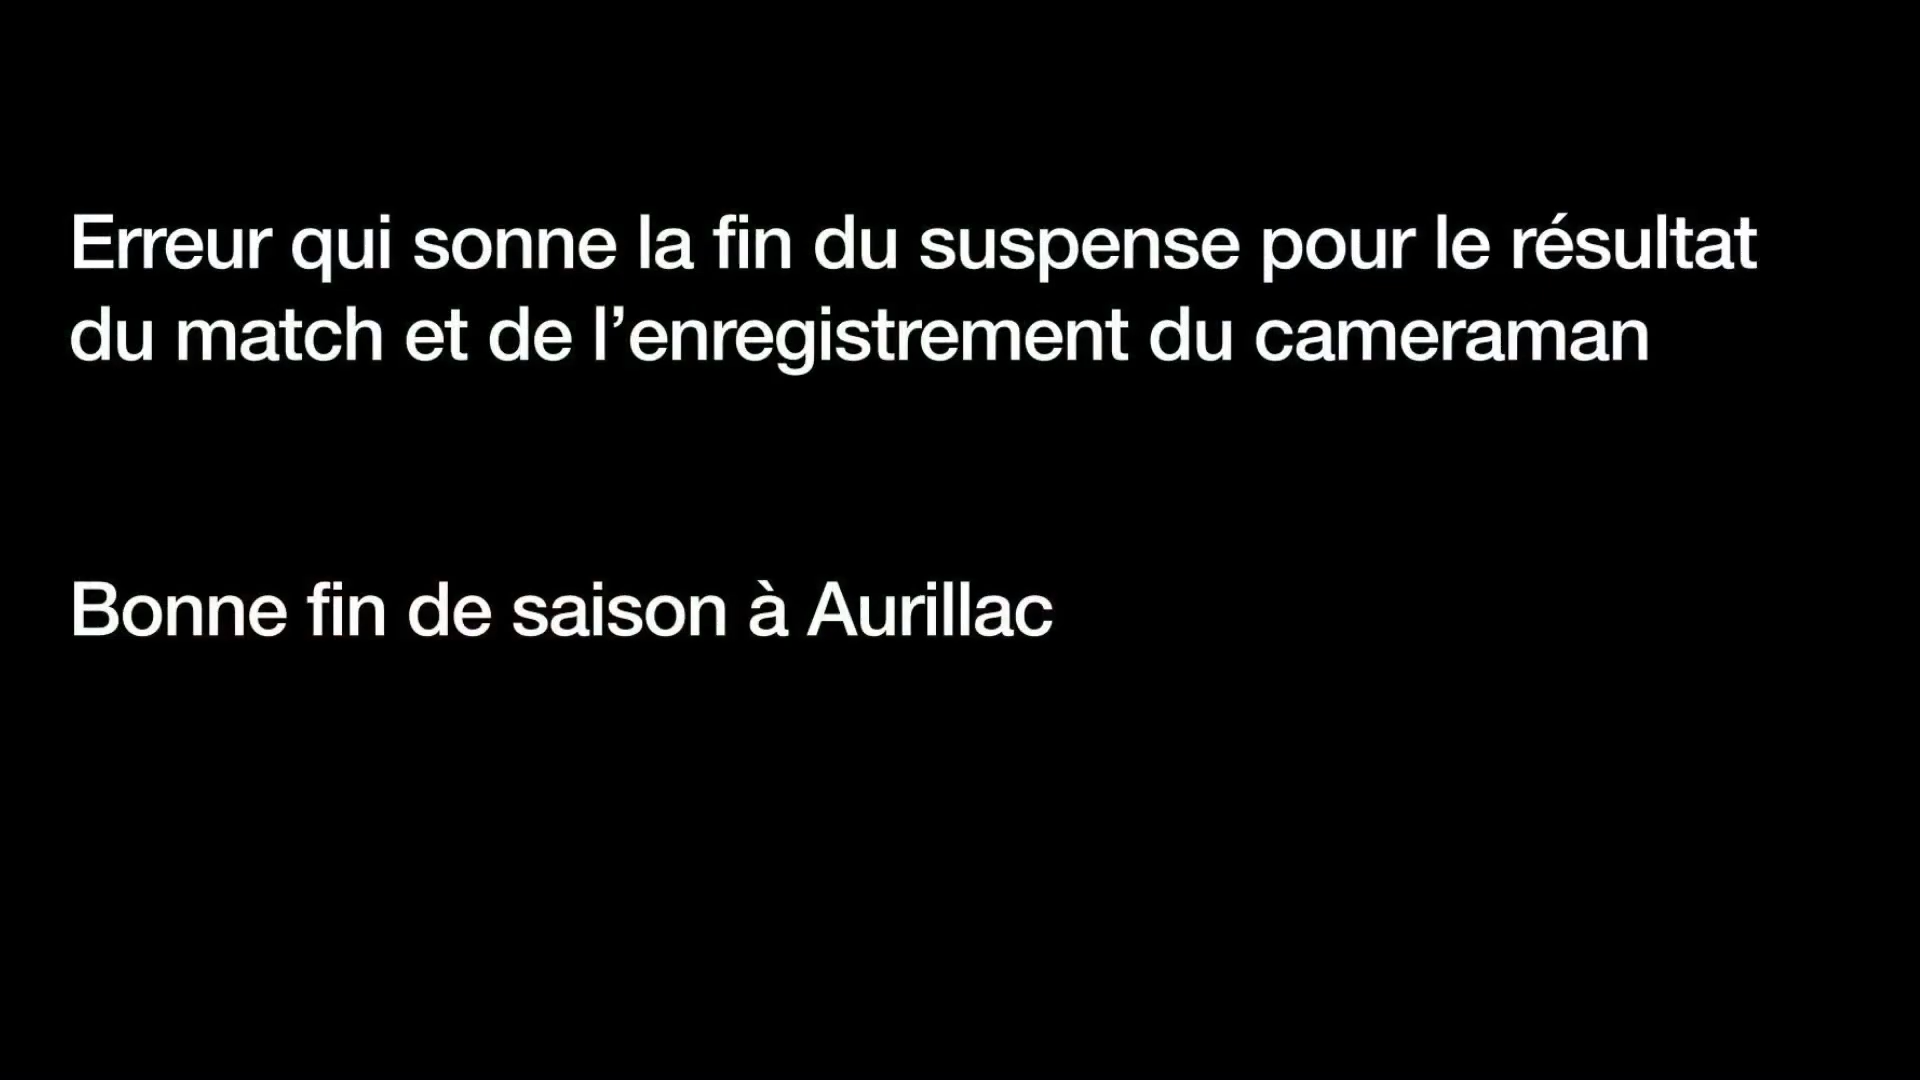 Erreur qui sonne la fin du suspense pour le résultat
du match et de l’enregistrement du cameraman
Bonne fin de saison à Aurillac